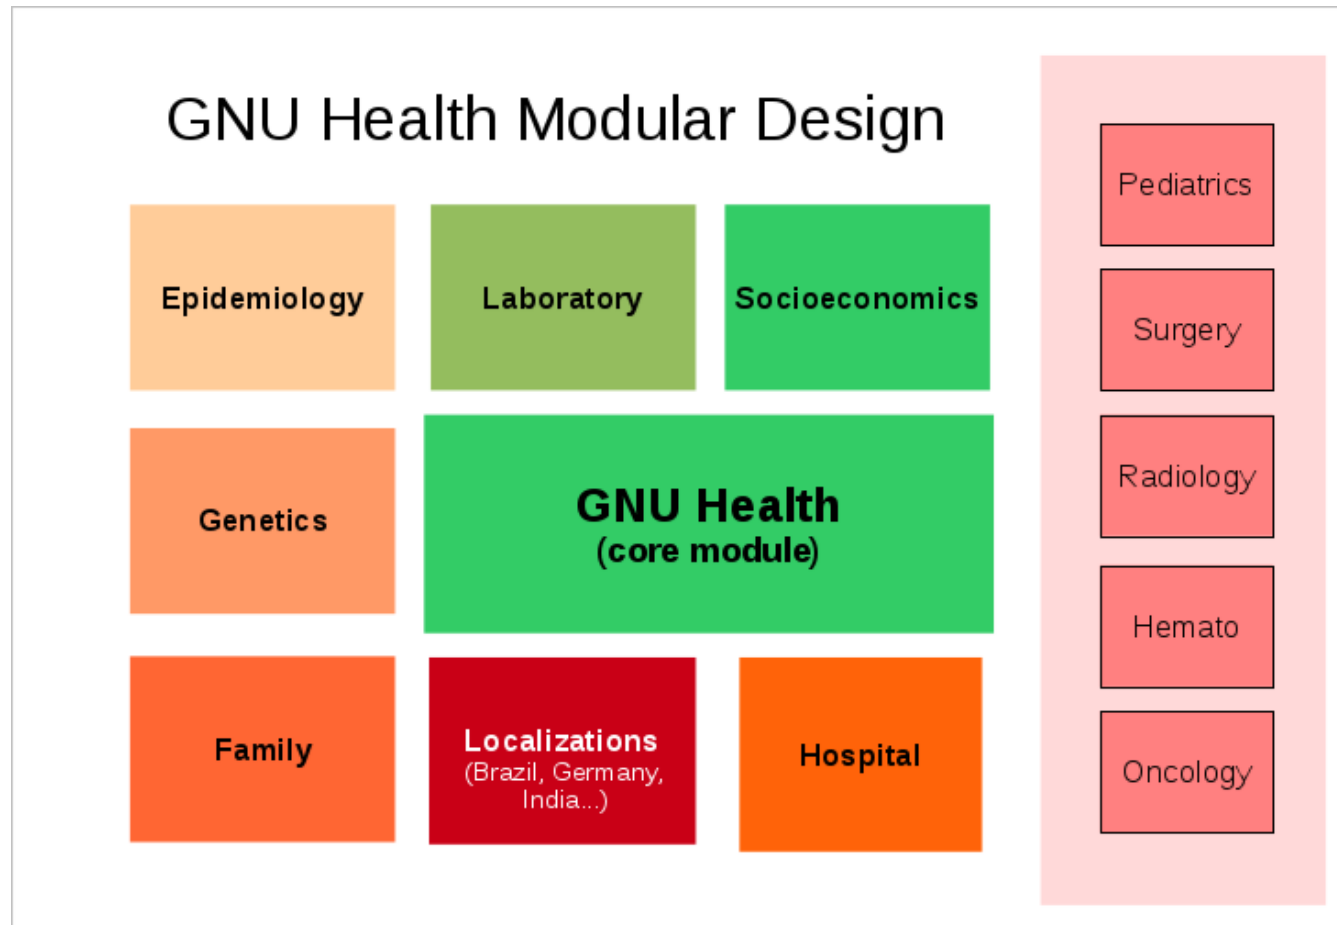 GNU Health Modular Design
Epidemiology
Laboratory
Socioeconomics
Genetics
GNU Health
(core module)
Family
Localizations
(Brazil, Germany,
India...)
Hospital
Pediatrics
Surgery
Radiology
Hemato
Oncology